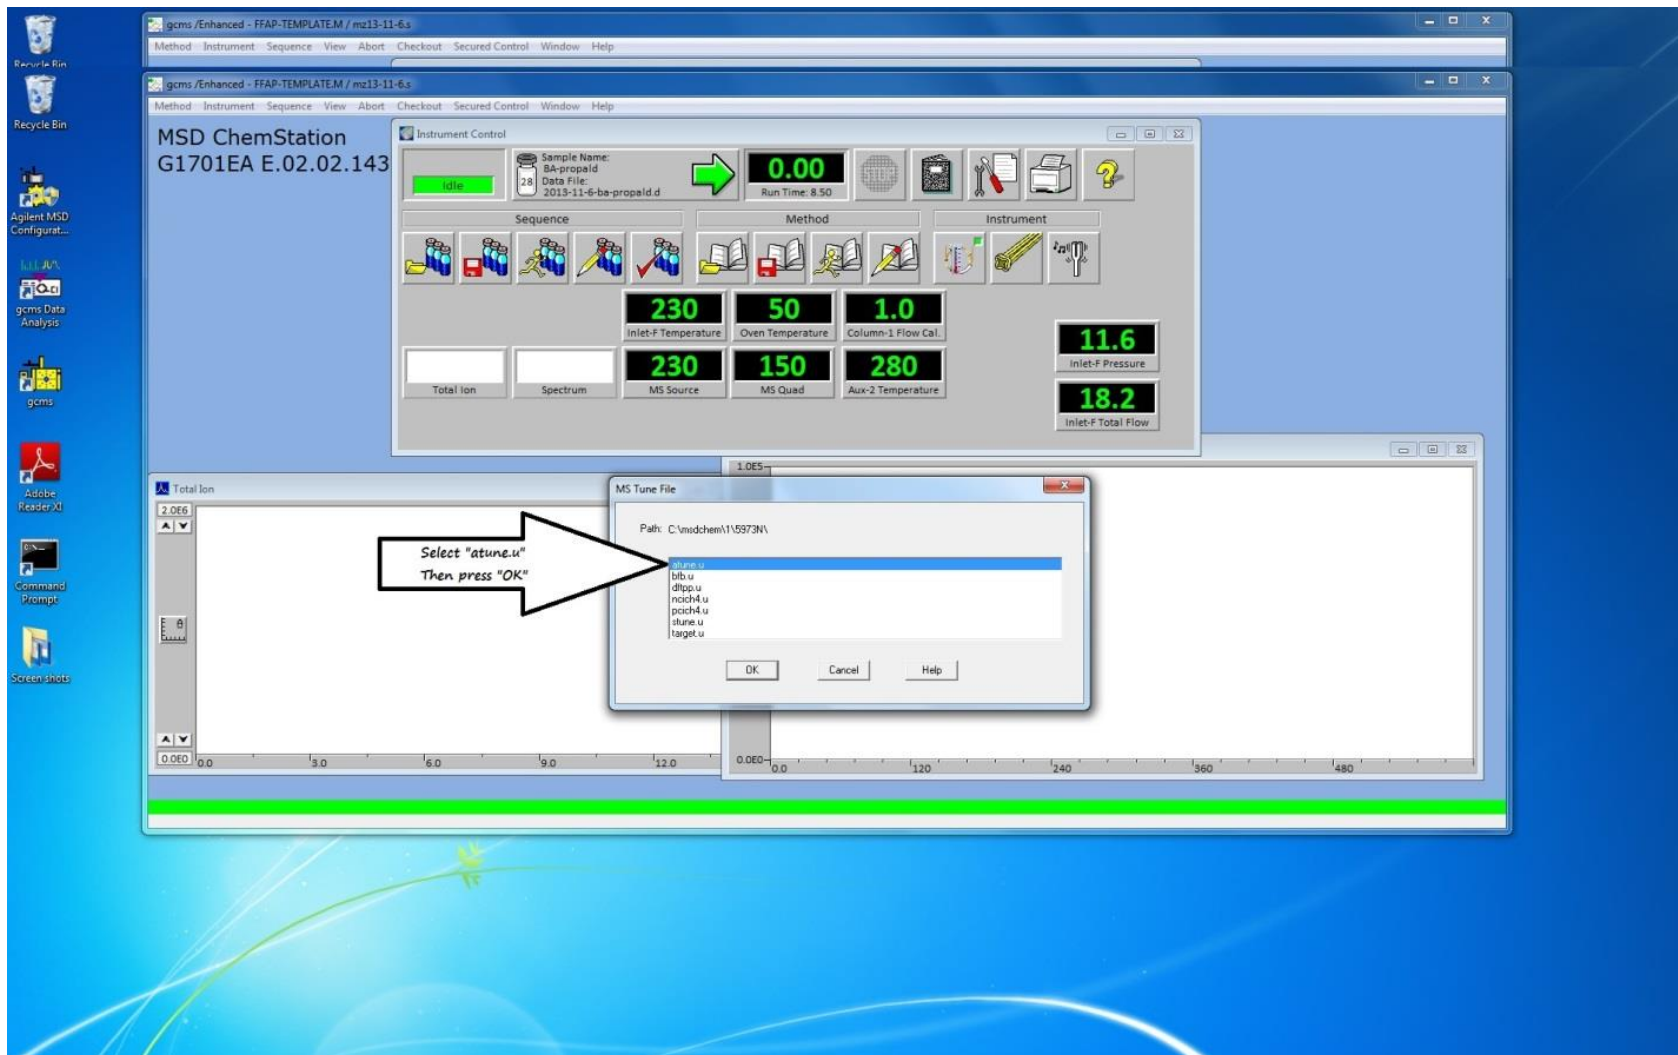 gcms /Enhanced - FFAP-TEMPLATE.M / mz13-11-6.s
Method Instrument Sequence View Abort Checkout Secured Control Window Help
Recycle Bin
gcms /Enhanced - FFAP-TEMPLATE.M / mz13-11-6.s
Method Instrument Sequence View Abort Checkout Secured Control Window Help
Recycle Bin
MSD ChemStation
G1701EA E.02.02.143
Instrument Control
Idle
28
Sample Name:
BA-propald
Data File:
2013-11-6-ba-propald.d
0.00
Run Time: 8.50
STOP
Sequence
Method
Instrument
230
Inlet-F Temperature
50
Oven Temperature
1.0
Column-1 Flow Cal.
11.6
Inlet-F Pressure
Total Ion
Spectrum
230
MS Source
150
MS Quad
280
Aux-2 Temperature
18.2
Inlet-F Total Flow
Agilent MSD
Configurat...
gcms Data
Analysis
gcms
Adobe
Reader XI
Command
Prompt
Screen shots
Total Ion
2.0E6
0.0E0
0.0 3.0 6.0 9.0 12.0
1.0E5
0.0E0
0.0 120 240 360 480
MS Tune File
Path: C:\msdchem\1\5973N\
atune.u
bfb.u
dftpp.u
ncich4.u
pcich4.u
stune.u
target.u
OK Cancel Help
Select "atune.u"
Then press "OK"